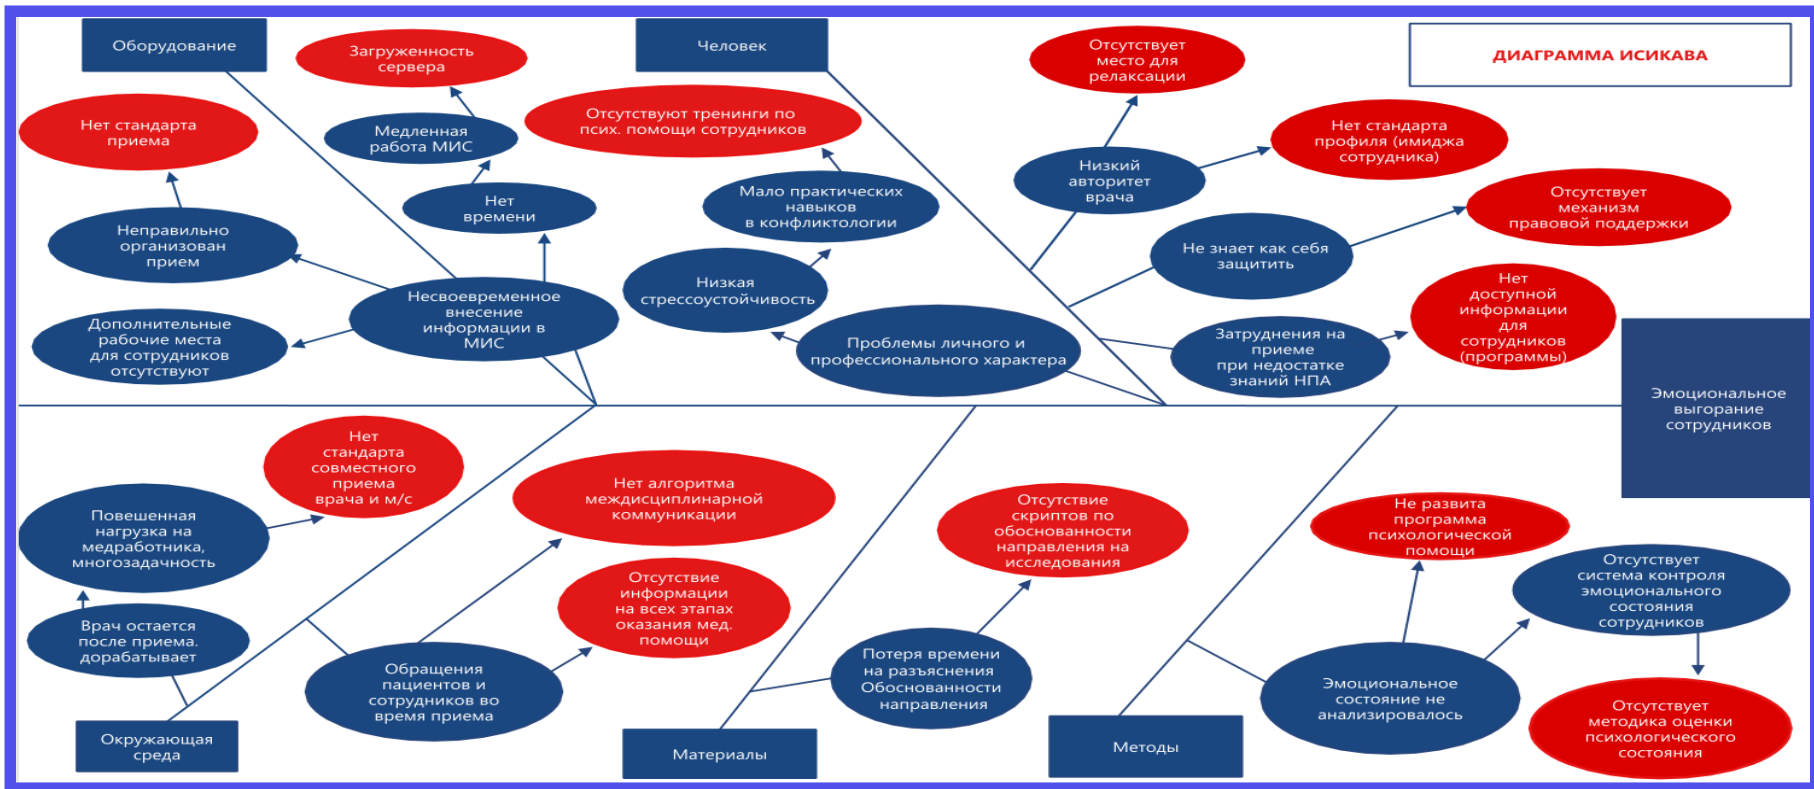 ДИАГРАММА ИСИКАВА
Оборудование
Загруженность
сервера
Человек
Отсутствует
место для
релаксации
Нет стандарта
приема
Медленная
работа МИС
Отсутствуют тренинги по
псих. помощи сотрудников
Нет стандарта
профиля (имиджа
сотрудника)
Низкий
авторитет
врача
Нет
времени
Мало практических
навыков
в конфликтологии
Отсутствует
механизм
правовой поддержки
Неправильно
организован
прием
Не знает как себя
защитить
Низкая
стрессоустойчивость
Несвоевременное
внесение
информации в
МИС
Нет
доступной
информации
для
сотрудников
(программы)
Дополнительные
рабочие места
для сотрудников
отсутствуют
Проблемы личного и
профессионального характера
Затруднения на
приеме
при недостатке
знаний НПА
Эмоциональное
выгорание
сотрудников
Нет
стандарта
совместного
приема
врача и м/с
Повешенная
нагрузка на
медработника,
многозадачность
Нет алгоритма
междисциплинарной
коммуникации
Отсутствие
скриптов по
обоснованности
направления на
исследования
Не развита
программа
психологической
помощи
Отсутствует
система контроля
эмоционального
состояния
сотрудников
Отсутствие
информации
на всех этапах
оказания мед.
помощи
Врач остается
после приема.
дорабатывает
Обращения
пациентов и
сотрудников во
время приема
Потеря времени
на разъяснения
Обоснованности
направления
Эмоциональное
состояние не
анализировалось
Отсутствует
методика оценки
психологического
состояния
Окружающая
среда
Материалы
Методы